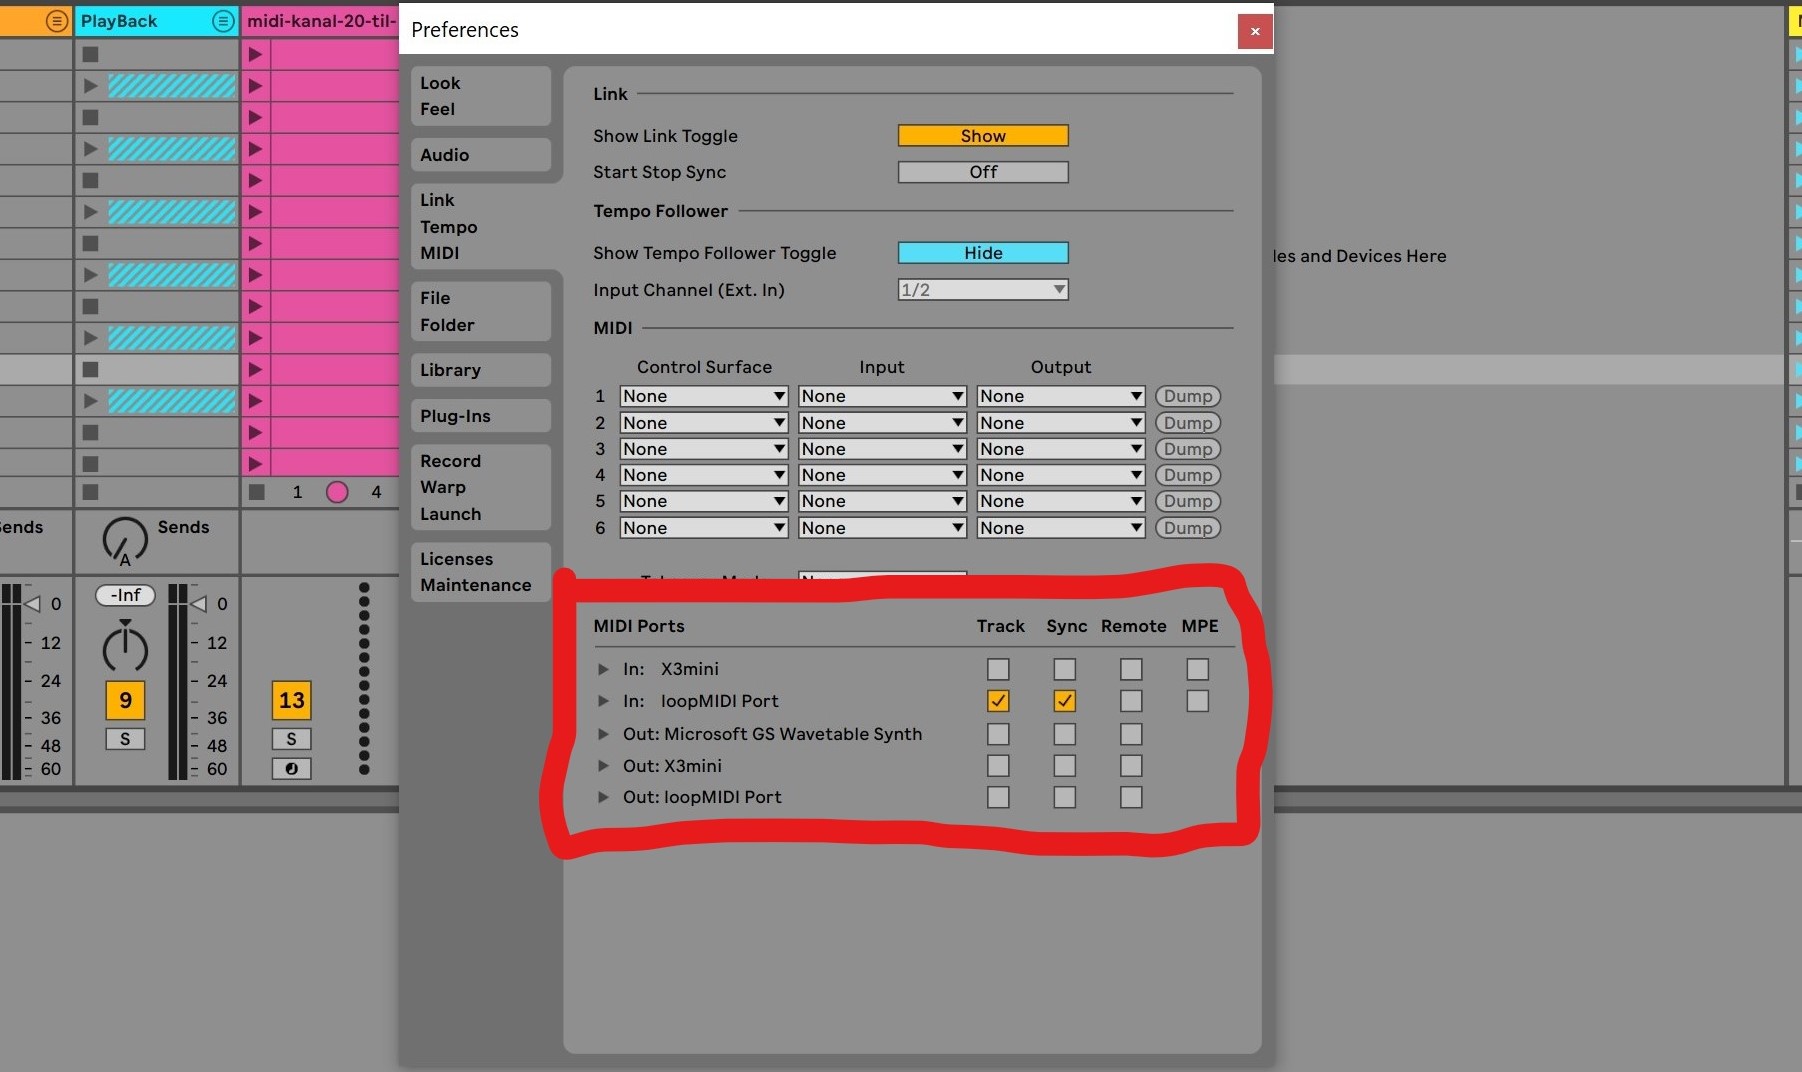 PlayBack
midi-kanal-20-til-
Preferences
×
Look
Feel
Audio
Link
Tempo
MIDI
File
Folder
Library
Plug-Ins
Record
Warp
Launch
Licenses
Maintenance
Link
Show Link Toggle Show
Start Stop Sync Off
Tempo Follower
Show Tempo Follower Toggle Hide
Input Channel (Ext. In) 1/2
MIDI
Control Surface Input Output
1 None None None Dump
2 None None None Dump
3 None None None Dump
4 None None None Dump
5 None None None Dump
6 None None None Dump
MIDI Ports Track Sync Remote MPE
In: X3mini
In: loopMIDI Port
Out: Microsoft GS Wavetable Synth
Out: X3mini
Out: loopMIDI Port
les and Devices Here
1 4
ends
Sends
A
-Inf
0
12
24
36
48
60
9
S
0
12
24
36
48
60
13
S